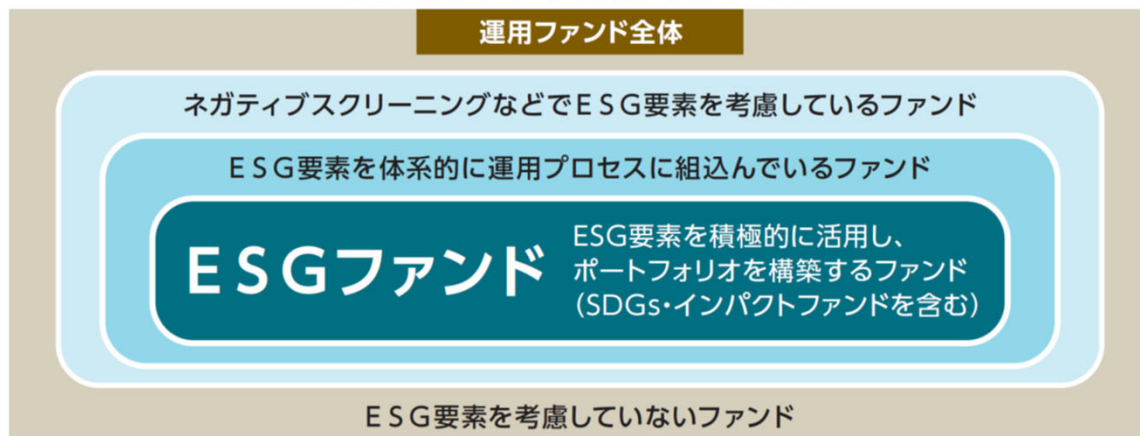 運用ファンド全体
ネガティブスクリーニングなどでESG要素を考慮しているファンド
ESG要素を体系的に運用プロセスに組込んでいるファンド
ESGファンド
ESG要素を積極的に活用し、
ポートフォリオを構築するファンド
(SDGs・インパクトファンドを含む)
ESG要素を考慮していないファンド